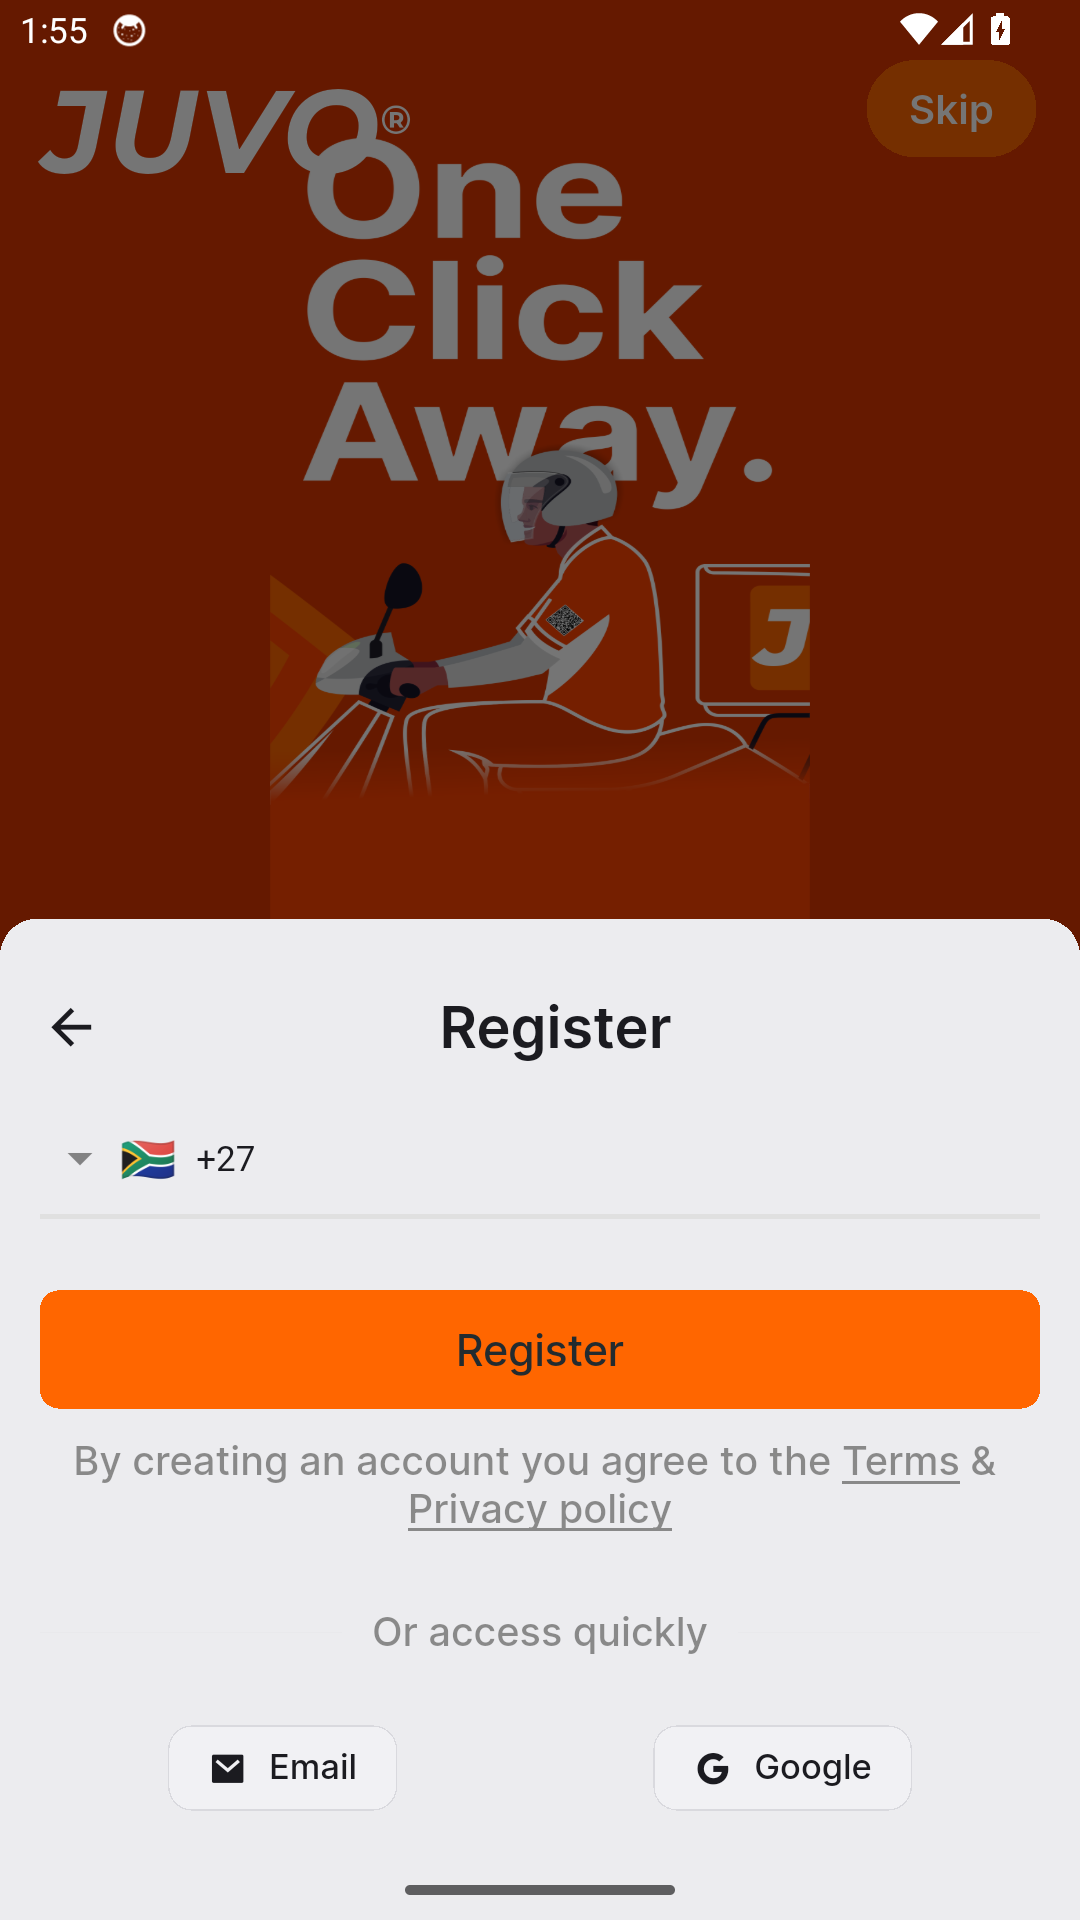 1:55
JUVO®
Skip
One
Click
Away.
J
Register
+27
Register
By creating an account you agree to the Terms &
Privacy policy
Or access quickly
Email
Google